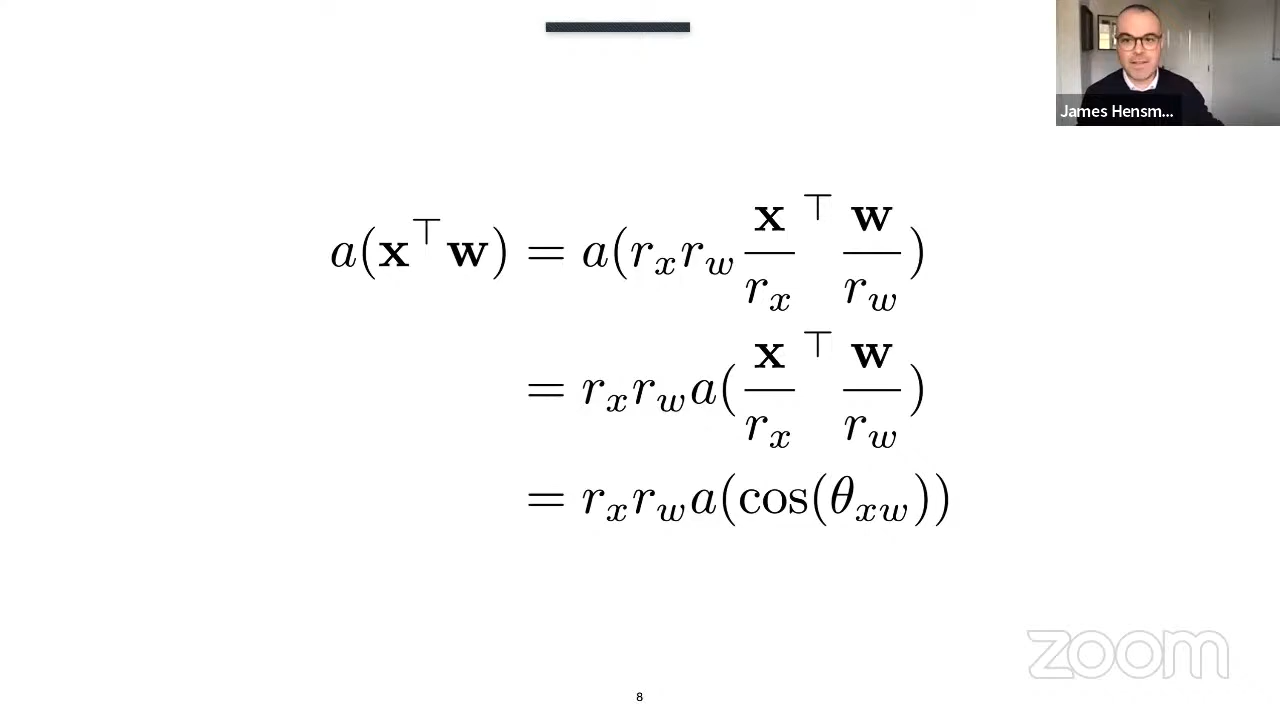 James Hensm...
a(𝐱^⊤𝐰) = a(r_x r_w 𝐱/r_x ^⊤ 𝐰/r_w)
= r_x r_w a(𝐱/r_x ^⊤ 𝐰/r_w)
= r_x r_w a(cos(θ_xw))
zoom
8